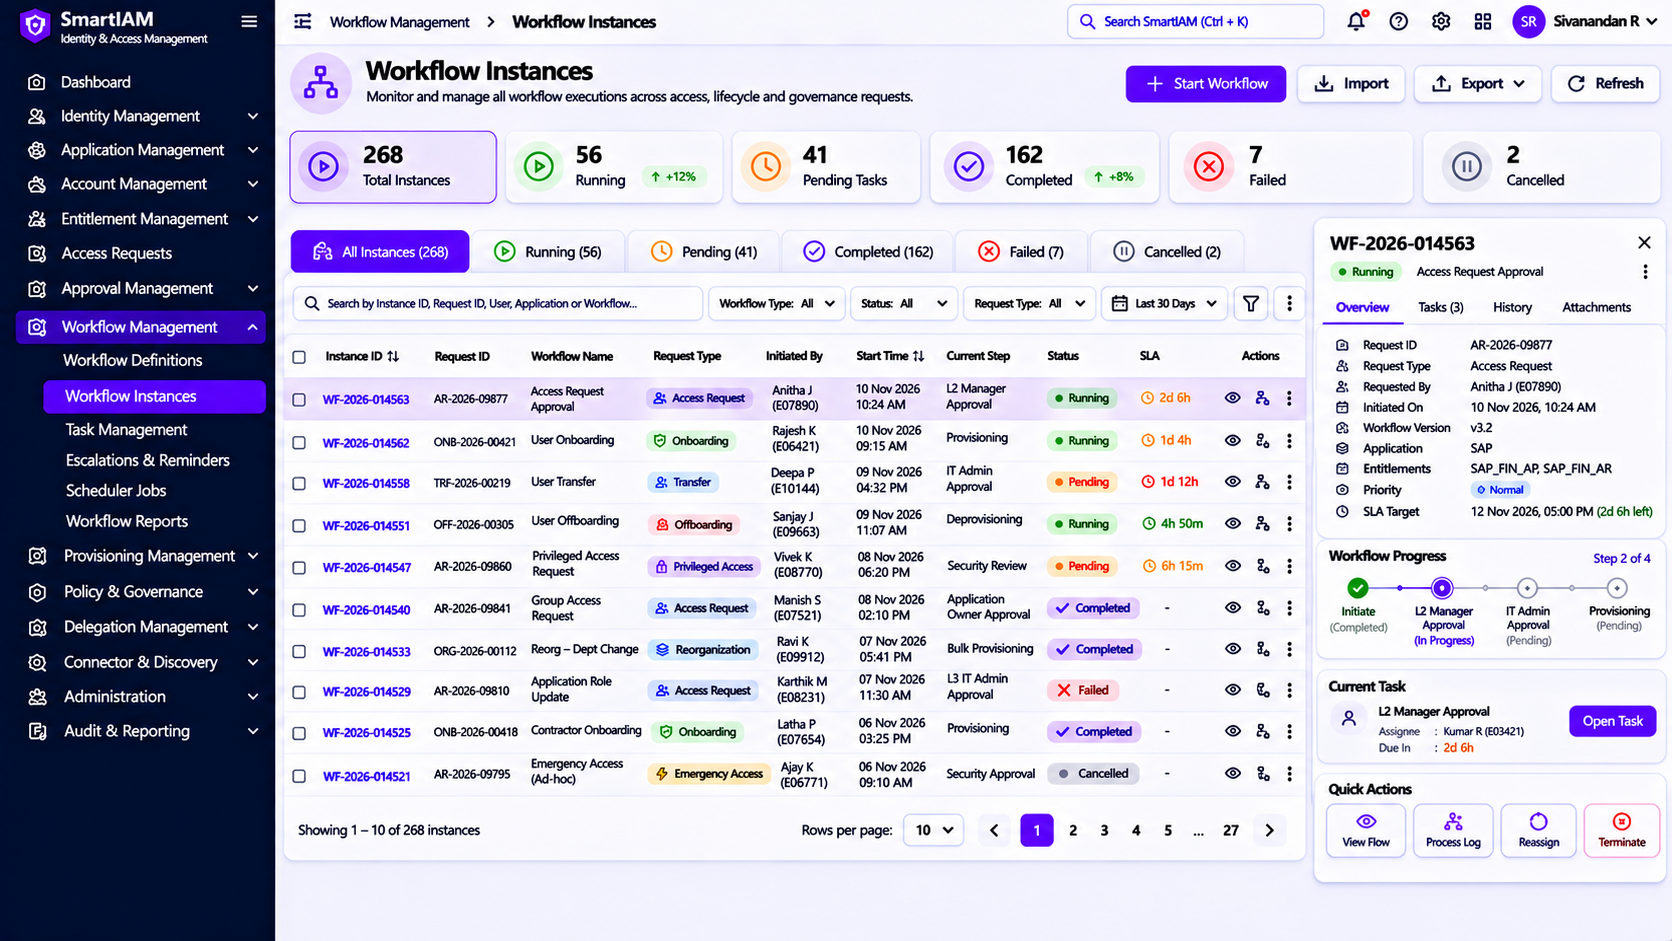 SmartIAM
Identity & Access Management
Dashboard
Identity Management
Application Management
Account Management
Entitlement Management
Access Requests
Approval Management
Workflow Management
Workflow Definitions
Workflow Instances
Task Management
Escalations & Reminders
Scheduler Jobs
Workflow Reports
Provisioning Management
Policy & Governance
Delegation Management
Connector & Discovery
Administration
Audit & Reporting
Workflow Management > Workflow Instances
Search SmartIAM (Ctrl + K)
SR Sivanandan R
Workflow Instances
Monitor and manage all workflow executions across access, lifecycle and governance requests.
+ Start Workflow
Import
Export
Refresh
268
Total Instances
56
Running ↑ +12%
41
Pending Tasks
162
Completed ↑ +8%
7
Failed
2
Cancelled
All Instances (268) Running (56) Pending (41) Completed (162) Failed (7) Cancelled (2)
Search by Instance ID, Request ID, User, Application or Workflow... Workflow Type: All Status: All Request Type: All Last 30 Days
Instance ID ↑↓ Request ID Workflow Name Request Type Initiated By Start Time ↑↓ Current Step Status SLA Actions
WF-2026-014563 AR-2026-09877 Access Request Approval Access Request Anitha J (E07890) 10 Nov 2026 10:24 AM L2 Manager Approval Running 2d 6h
WF-2026-014562 ONB-2026-00421 User Onboarding Onboarding Rajesh K (E06421) 10 Nov 2026 09:15 AM Provisioning Running 1d 4h
WF-2026-014558 TRF-2026-00219 User Transfer Transfer Deepa P (E10144) 09 Nov 2026 04:32 PM IT Admin Approval Pending 1d 12h
WF-2026-014551 OFF-2026-00305 User Offboarding Offboarding Sanjay J (E09663) 09 Nov 2026 11:07 AM Deprovisioning Running 4h 50m
WF-2026-014547 AR-2026-09860 Privileged Access Request Privileged Access Vivek K (E08770) 08 Nov 2026 06:20 PM Security Review Pending 6h 15m
WF-2026-014540 AR-2026-09841 Group Access Request Access Request Manish S (E07521) 08 Nov 2026 02:10 PM Application Owner Approval Completed -
WF-2026-014533 ORG-2026-00112 Reorg – Dept Change Reorganization Ravi K (E09912) 07 Nov 2026 05:41 PM Bulk Provisioning Completed -
WF-2026-014529 AR-2026-09810 Application Role Update Access Request Karthik M (E08231) 07 Nov 2026 11:30 AM L3 IT Admin Approval Failed -
WF-2026-014525 ONB-2026-00418 Contractor Onboarding Onboarding Latha P (E07654) 06 Nov 2026 03:25 PM Provisioning Completed -
WF-2026-014521 AR-2026-09795 Emergency Access (Ad-hoc) Emergency Access Ajay K (E06771) 06 Nov 2026 09:10 AM Security Approval Cancelled -
Showing 1 – 10 of 268 instances Rows per page: 10 < 1 2 3 4 5 ... 27 >
WF-2026-014563
Running Access Request Approval
Overview Tasks (3) History Attachments
Request ID AR-2026-09877
Request Type Access Request
Requested By Anitha J (E07890)
Initiated On 10 Nov 2026, 10:24 AM
Workflow Version v3.2
Application SAP
Entitlements SAP_FIN_AP, SAP_FIN_AR
Priority Normal
SLA Target 12 Nov 2026, 05:00 PM (2d 6h left)
Workflow Progress Step 2 of 4
Initiate (Completed)
L2 Manager Approval (In Progress)
IT Admin Approval (Pending)
Provisioning (Pending)
Current Task
L2 Manager Approval
Assignee : Kumar R (E03421)
Due In : 2d 6h
Open Task
Quick Actions
View Flow Process Log Reassign Terminate